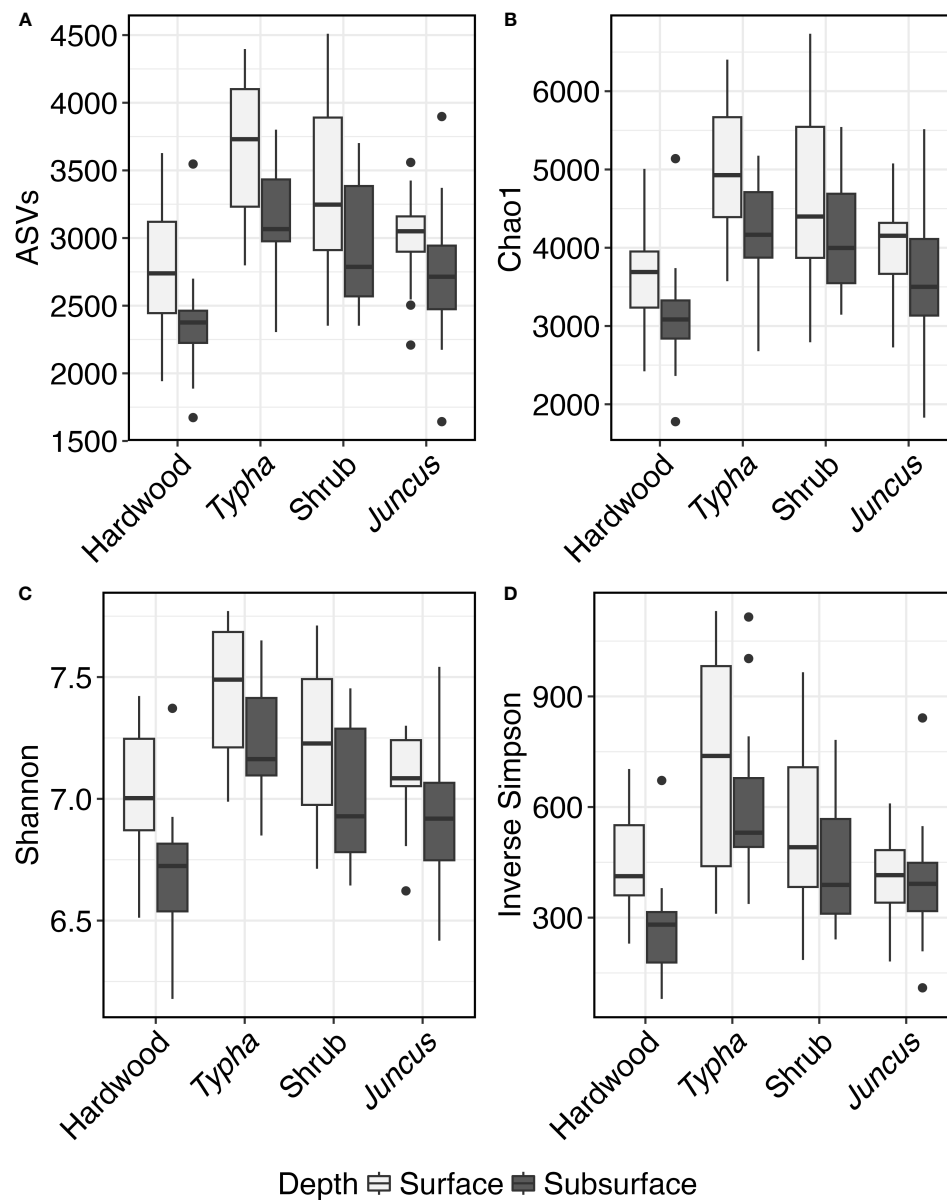 A
ASVs
4500
4000
3500
3000
2500
2000
1500
Hardwood
Typha
Shrub
Juncus
B
Chao1
6000
5000
4000
3000
2000
Hardwood
Typha
Shrub
Juncus
C
Shannon
7.5
7.0
6.5
Hardwood
Typha
Shrub
Juncus
D
Inverse Simpson
900
600
300
Hardwood
Typha
Shrub
Juncus
Depth Surface Subsurface